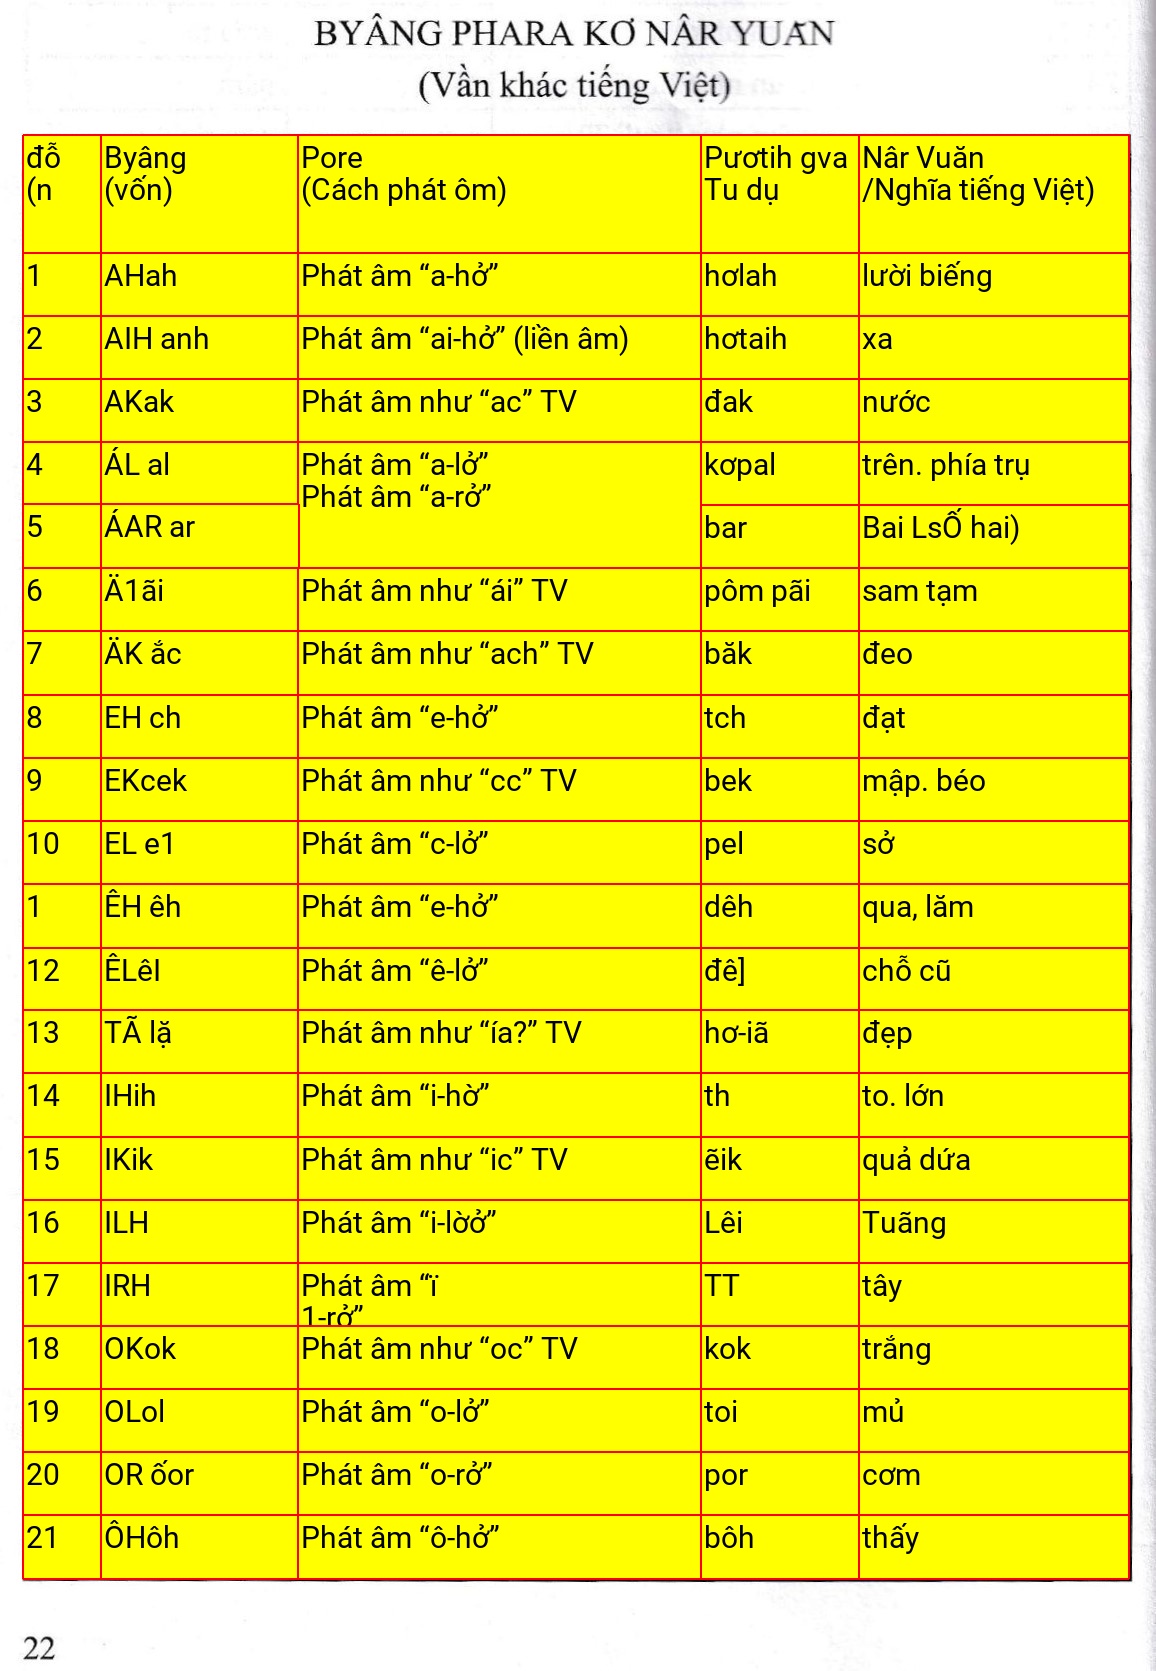 BYÂNG PHARA KƠ NÂR YUĂN
(Vần khác tiếng Việt)
đỗ Byâng Pore Pươtih gva Nâr Vuăn
(n (vốn) (Cách phát ôm) Tu dụ /Nghĩa tiếng Việt)
1 AHah Phát âm “a-hở” hơlah lười biếng
2 AIH anh Phát âm “ai-hở” (liền âm) hơtaih xa
3 AKak Phát âm như “ac” TV đak nước
4 ÁL al Phát âm “a-lở” kơpal trên. phía trụ
Phát âm “a-rở”
5 ÁAR ar bar Bai LsỐ hai)
6 Ä1ãi Phát âm như “ái” TV pôm pãi sam tạm
7 ÄK ắc Phát âm như “ach” TV băk đeo
8 EH ch Phát âm “e-hở” tch đạt
9 EKcek Phát âm như “cc” TV bek mập. béo
10 EL e1 Phát âm “c-lở” pel sở
1 ÊH êh Phát âm “e-hở” dêh qua, lăm
12 ÊLêI Phát âm “ê-lở” đê] chỗ cũ
13 TÃ lặ Phát âm như “ía?” TV hơ-iã đẹp
14 IHih Phát âm “i-hờ” th to. lớn
15 IKik Phát âm như “ic” TV ẽik quả dứa
16 ILH Phát âm “i-lờở” Lêi Tuãng
17 IRH Phát âm “ï TT tây
1-rở”
18 OKok Phát âm như “oc” TV kok trắng
19 OLol Phát âm “o-lở” toi mủ
20 OR ốor Phát âm “o-rở” por cơm
21 ÔHôh Phát âm “ô-hở” bôh thấy
22